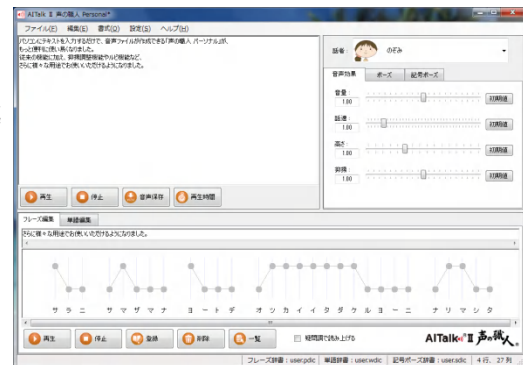 AITalk II 声の職人 Personal*
ファイル(F) 編集(E) 書式(O) 設定(S) ヘルプ(H)
パソコンにテキストを入力するだけで、音声ファイルが作成できる「声の職人 パーソナル」が、
もっと便利に使い易くなりました。
従来の機能に加え、抑揚調整機能やルビ機能など、
さらに様々な用途でお使いいただけるようになりました。
再生 停止 音声保存 再生時間
話者: のぞみ
音声効果 ポーズ 記号ポーズ
音量:
1.00 初期値
話速:
1.00 初期値
高さ:
1.00 初期値
抑揚:
1.00 初期値
フレーズ編集 単語編集
さらに様々な用途でお使いいただけるようになりました。
サラニ サマザマナ ヨートデ オツカイイタダケルヨーニ ナリマシタ
再生 停止 登録 削除 一覧 疑問調で読み上げる AITalk II 声の職人
フレーズ辞書:user.pdic 単語辞書:user.wdic 記号ポーズ辞書:user.sdic 4 行、27 列